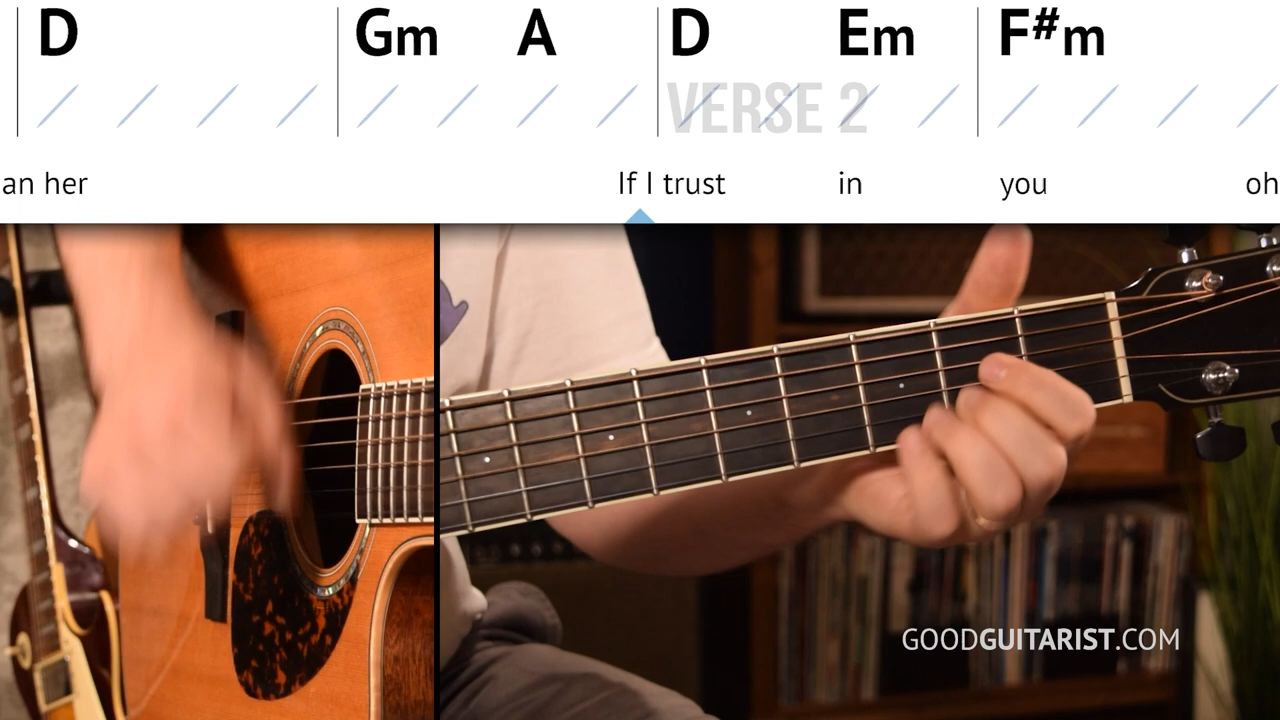 D Gm A D Em F#m
VERSE 2
an her If I trust in you oh
GOODGUITARIST.COM